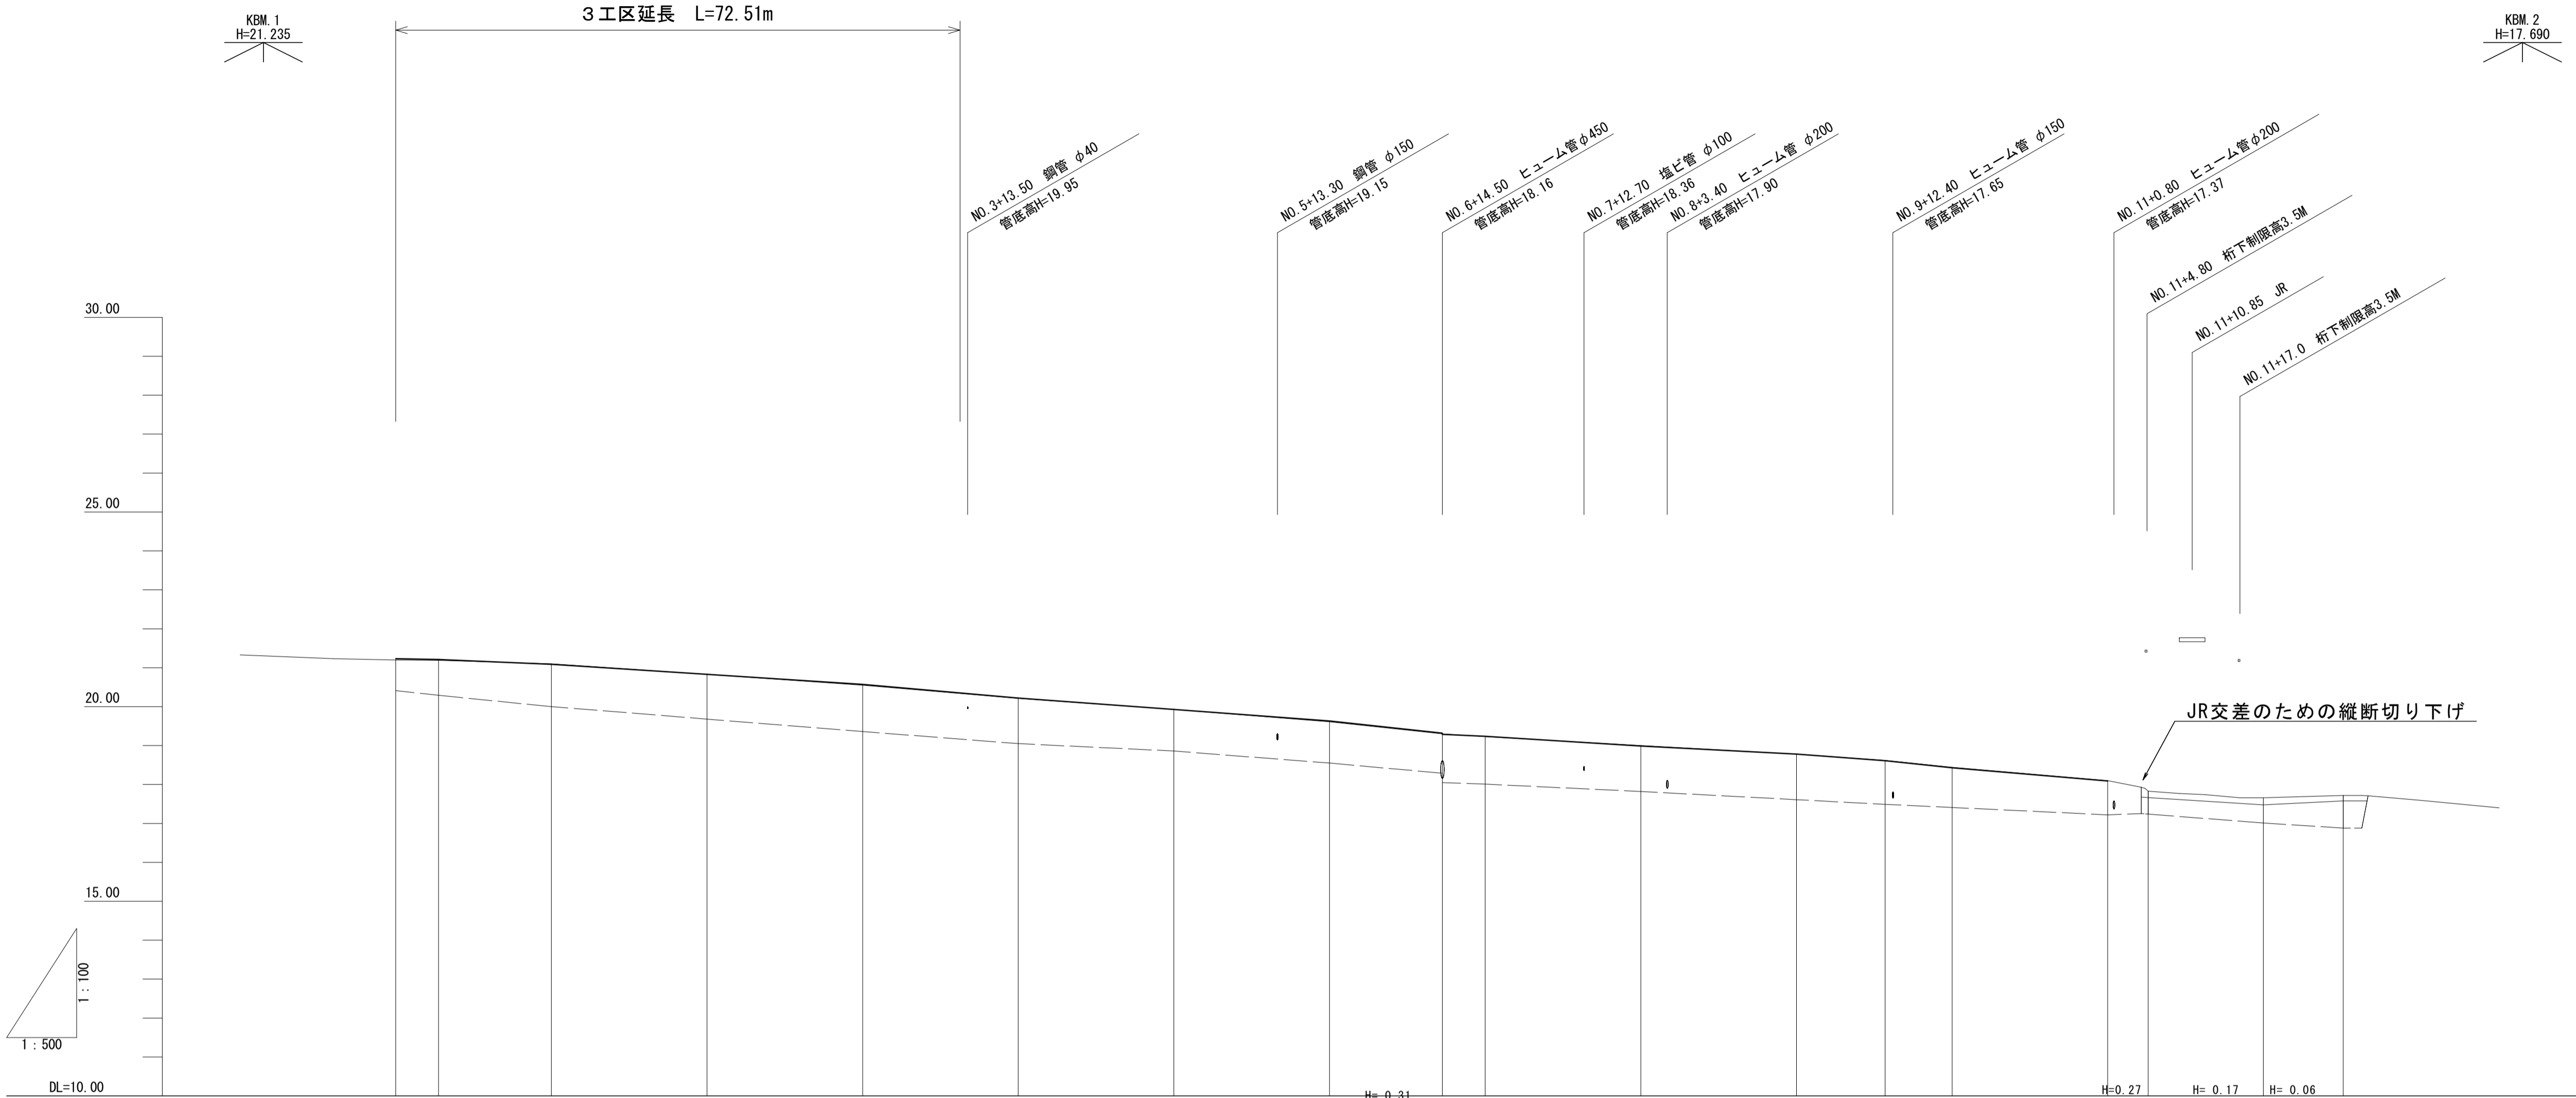 3工区延長 L=72.51m
KBM.1
H=21.235
KBM.2
H=17.690
NO.3+13.50 鋼管 φ40
管底高H=19.95
NO.5+13.30 鋼管 φ150
管底高H=19.15
NO.6+14.50 ヒューム管φ450
管底高H=18.16
NO.7+12.70 塩ビ管 φ100
管底高H=18.36
NO.8+3.40 ヒューム管 φ200
管底高H=17.90
NO.9+12.40 ヒューム管 φ150
管底高H=17.65
NO.11+0.80 ヒューム管φ200
管底高H=17.37
NO.11+4.80 桁下制限高3.5M
NO.11+10.85 JR
NO.11+17.0 桁下制限高3.5M
30.00
25.00
20.00
JR交差のための縦断切り下げ
15.00
1:100
1:500
DL=10.00
H= 0.31
H=0.27
H= 0.17
H= 0.06